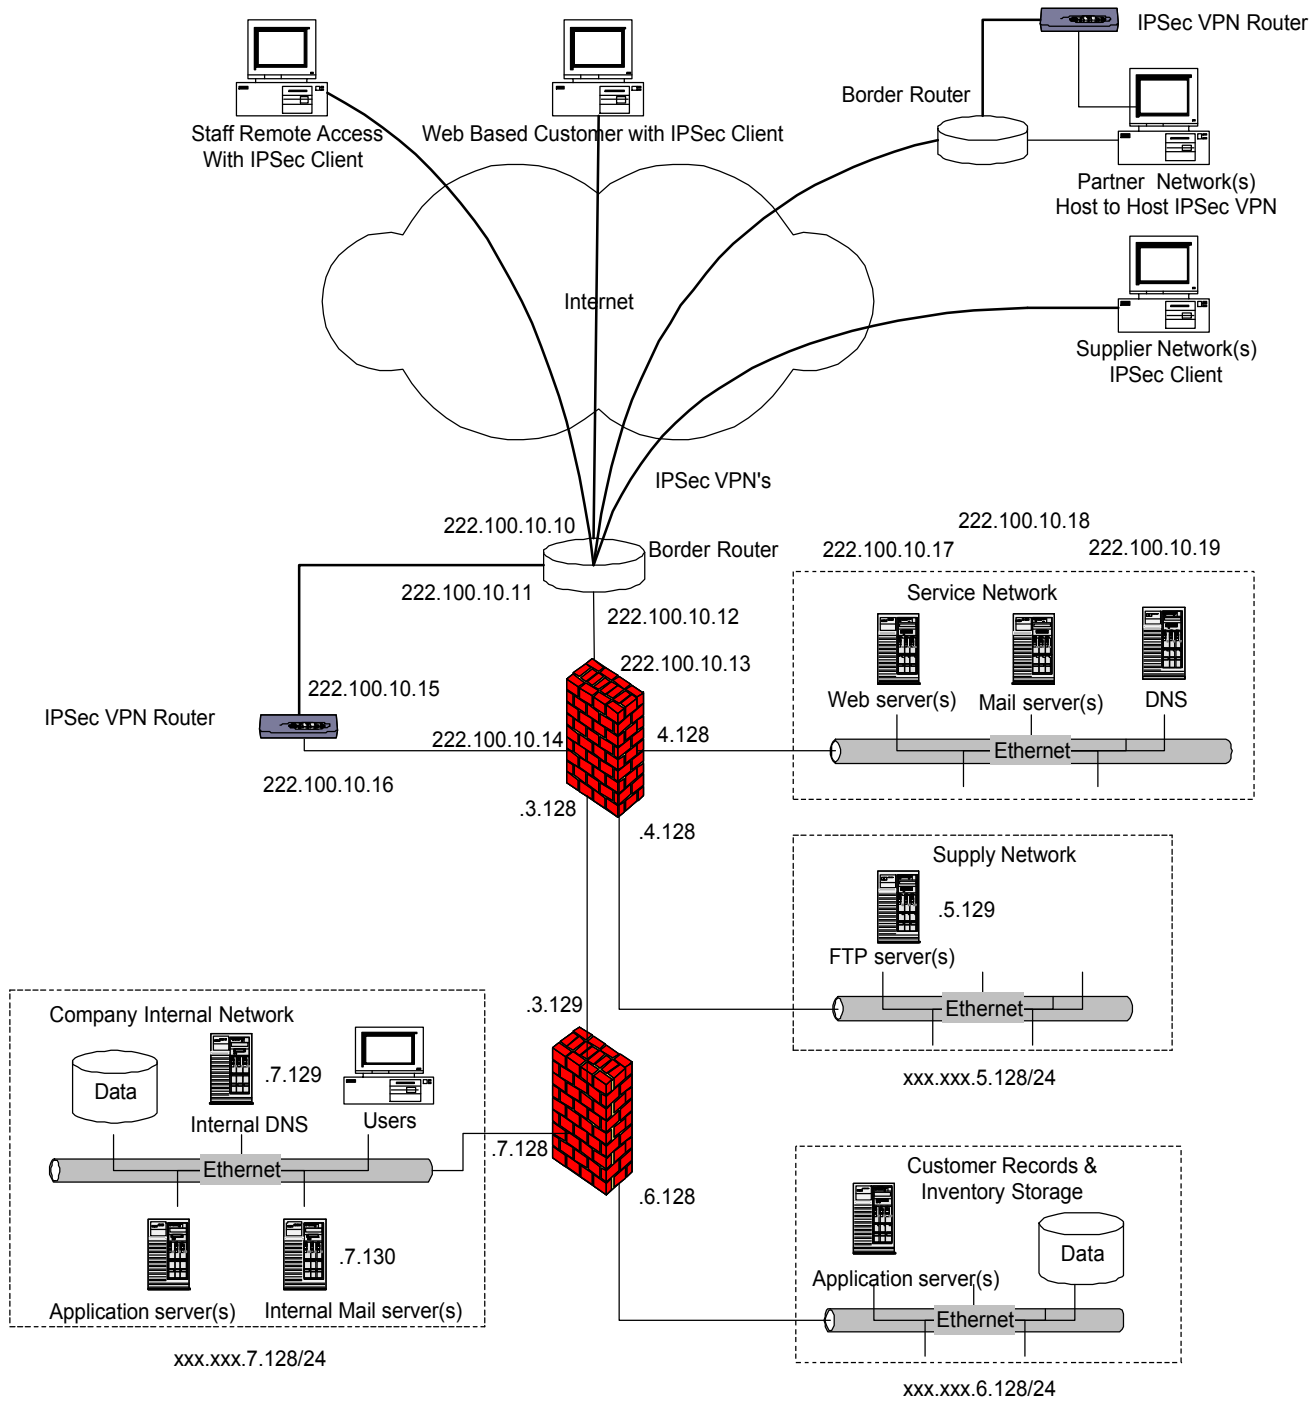 IPSec VPN Router
Border Router
Staff Remote Access
With IPSec Client
Web Based Customer with IPSec Client
Partner Network(s)
Host to Host IPSec VPN
Internet
Supplier Network(s)
IPSec Client
IPSec VPN's
222.100.10.10
Border Router
222.100.10.11
222.100.10.12
222.100.10.18
222.100.10.17
222.100.10.19
Service Network
Web server(s)
Mail server(s)
DNS
Ethernet
222.100.10.13
222.100.10.15
IPSec VPN Router
222.100.10.14
222.100.10.16
4.128
.3.128
.4.128
Supply Network
.5.129
FTP server(s)
Ethernet
xxx.xxx.5.128/24
.3.129
Company Internal Network
Data
.7.129
Internal DNS
Users
Ethernet
.7.128
.7.130
Application server(s)
Internal Mail server(s)
xxx.xxx.7.128/24
.6.128
Customer Records &
Inventory Storage
Data
Application server(s)
Ethernet
xxx.xxx.6.128/24